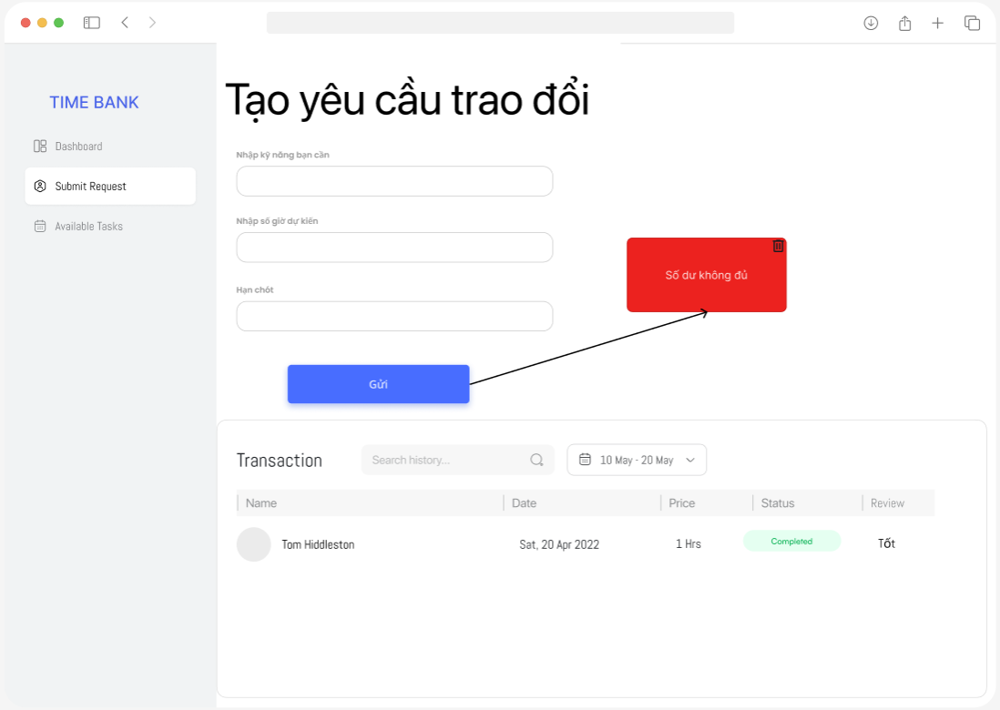 TIME BANK
Dashboard
Submit Request
Available Tasks
Tạo yêu cầu trao đổi
Nhập kỹ năng bạn cần
Nhập số giờ dự kiến
Hạn chót
Gửi
Số dư không đủ
Transaction
Search history...
10 May - 20 May
Name Date Price Status Review
Tom Hiddleston Sat, 20 Apr 2022 1 Hrs Completed Tốt